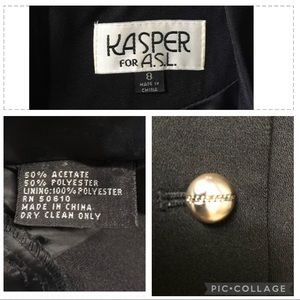 KASPER
FOR A.S.L.
8
MADE IN
CHINA
50% ACETATE
50% POLYESTER
LINING:100% POLYESTER
RN 50610
MADE IN CHINA
DRY CLEAN ONLY
PIC•COLLAGE